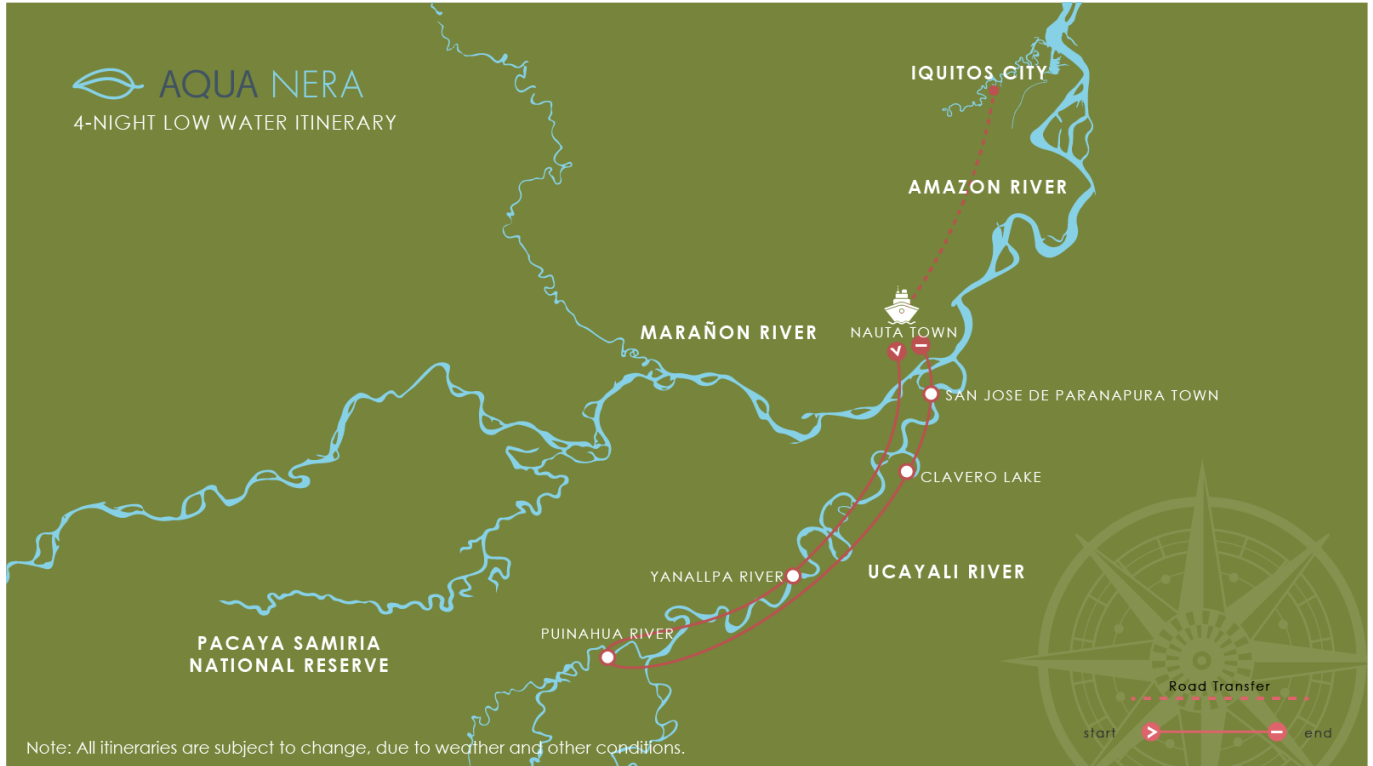 AQUA NERA
4-NIGHT LOW WATER ITINERARY
IQUITOS CITY
AMAZON RIVER
MARAÑON RIVER
NAUTA TOWN
SAN JOSE DE PARANAPURA TOWN
CLAVERO LAKE
YANALLPA RIVER
UCAYALI RIVER
PUINAHUA RIVER
PACAYA SAMIRIA
NATIONAL RESERVE
Road Transfer
start end
Note: All itineraries are subject to change, due to weather and other conditions.